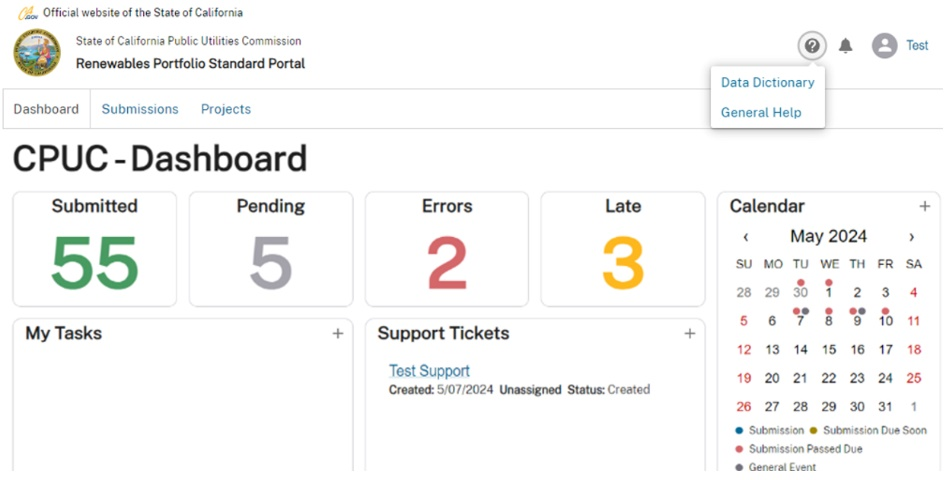 CA.GOV Official website of the State of California
State of California Public Utilities Commission
Renewables Portfolio Standard Portal
? Test
Data Dictionary
General Help
Dashboard Submissions Projects
CPUC - Dashboard
Submitted Pending Errors Late
55 5 2 3
Calendar +
‹ May 2024 ›
SU MO TU WE TH FR SA
28 29 30 1 2 3 4
5 6 7 8 9 10 11
12 13 14 15 16 17 18
19 20 21 22 23 24 25
26 27 28 29 30 31 1
Submission Submission Due Soon
Submission Passed Due
General Event
My Tasks +
Support Tickets +
Test Support
Created: 5/07/2024 Unassigned Status: Created